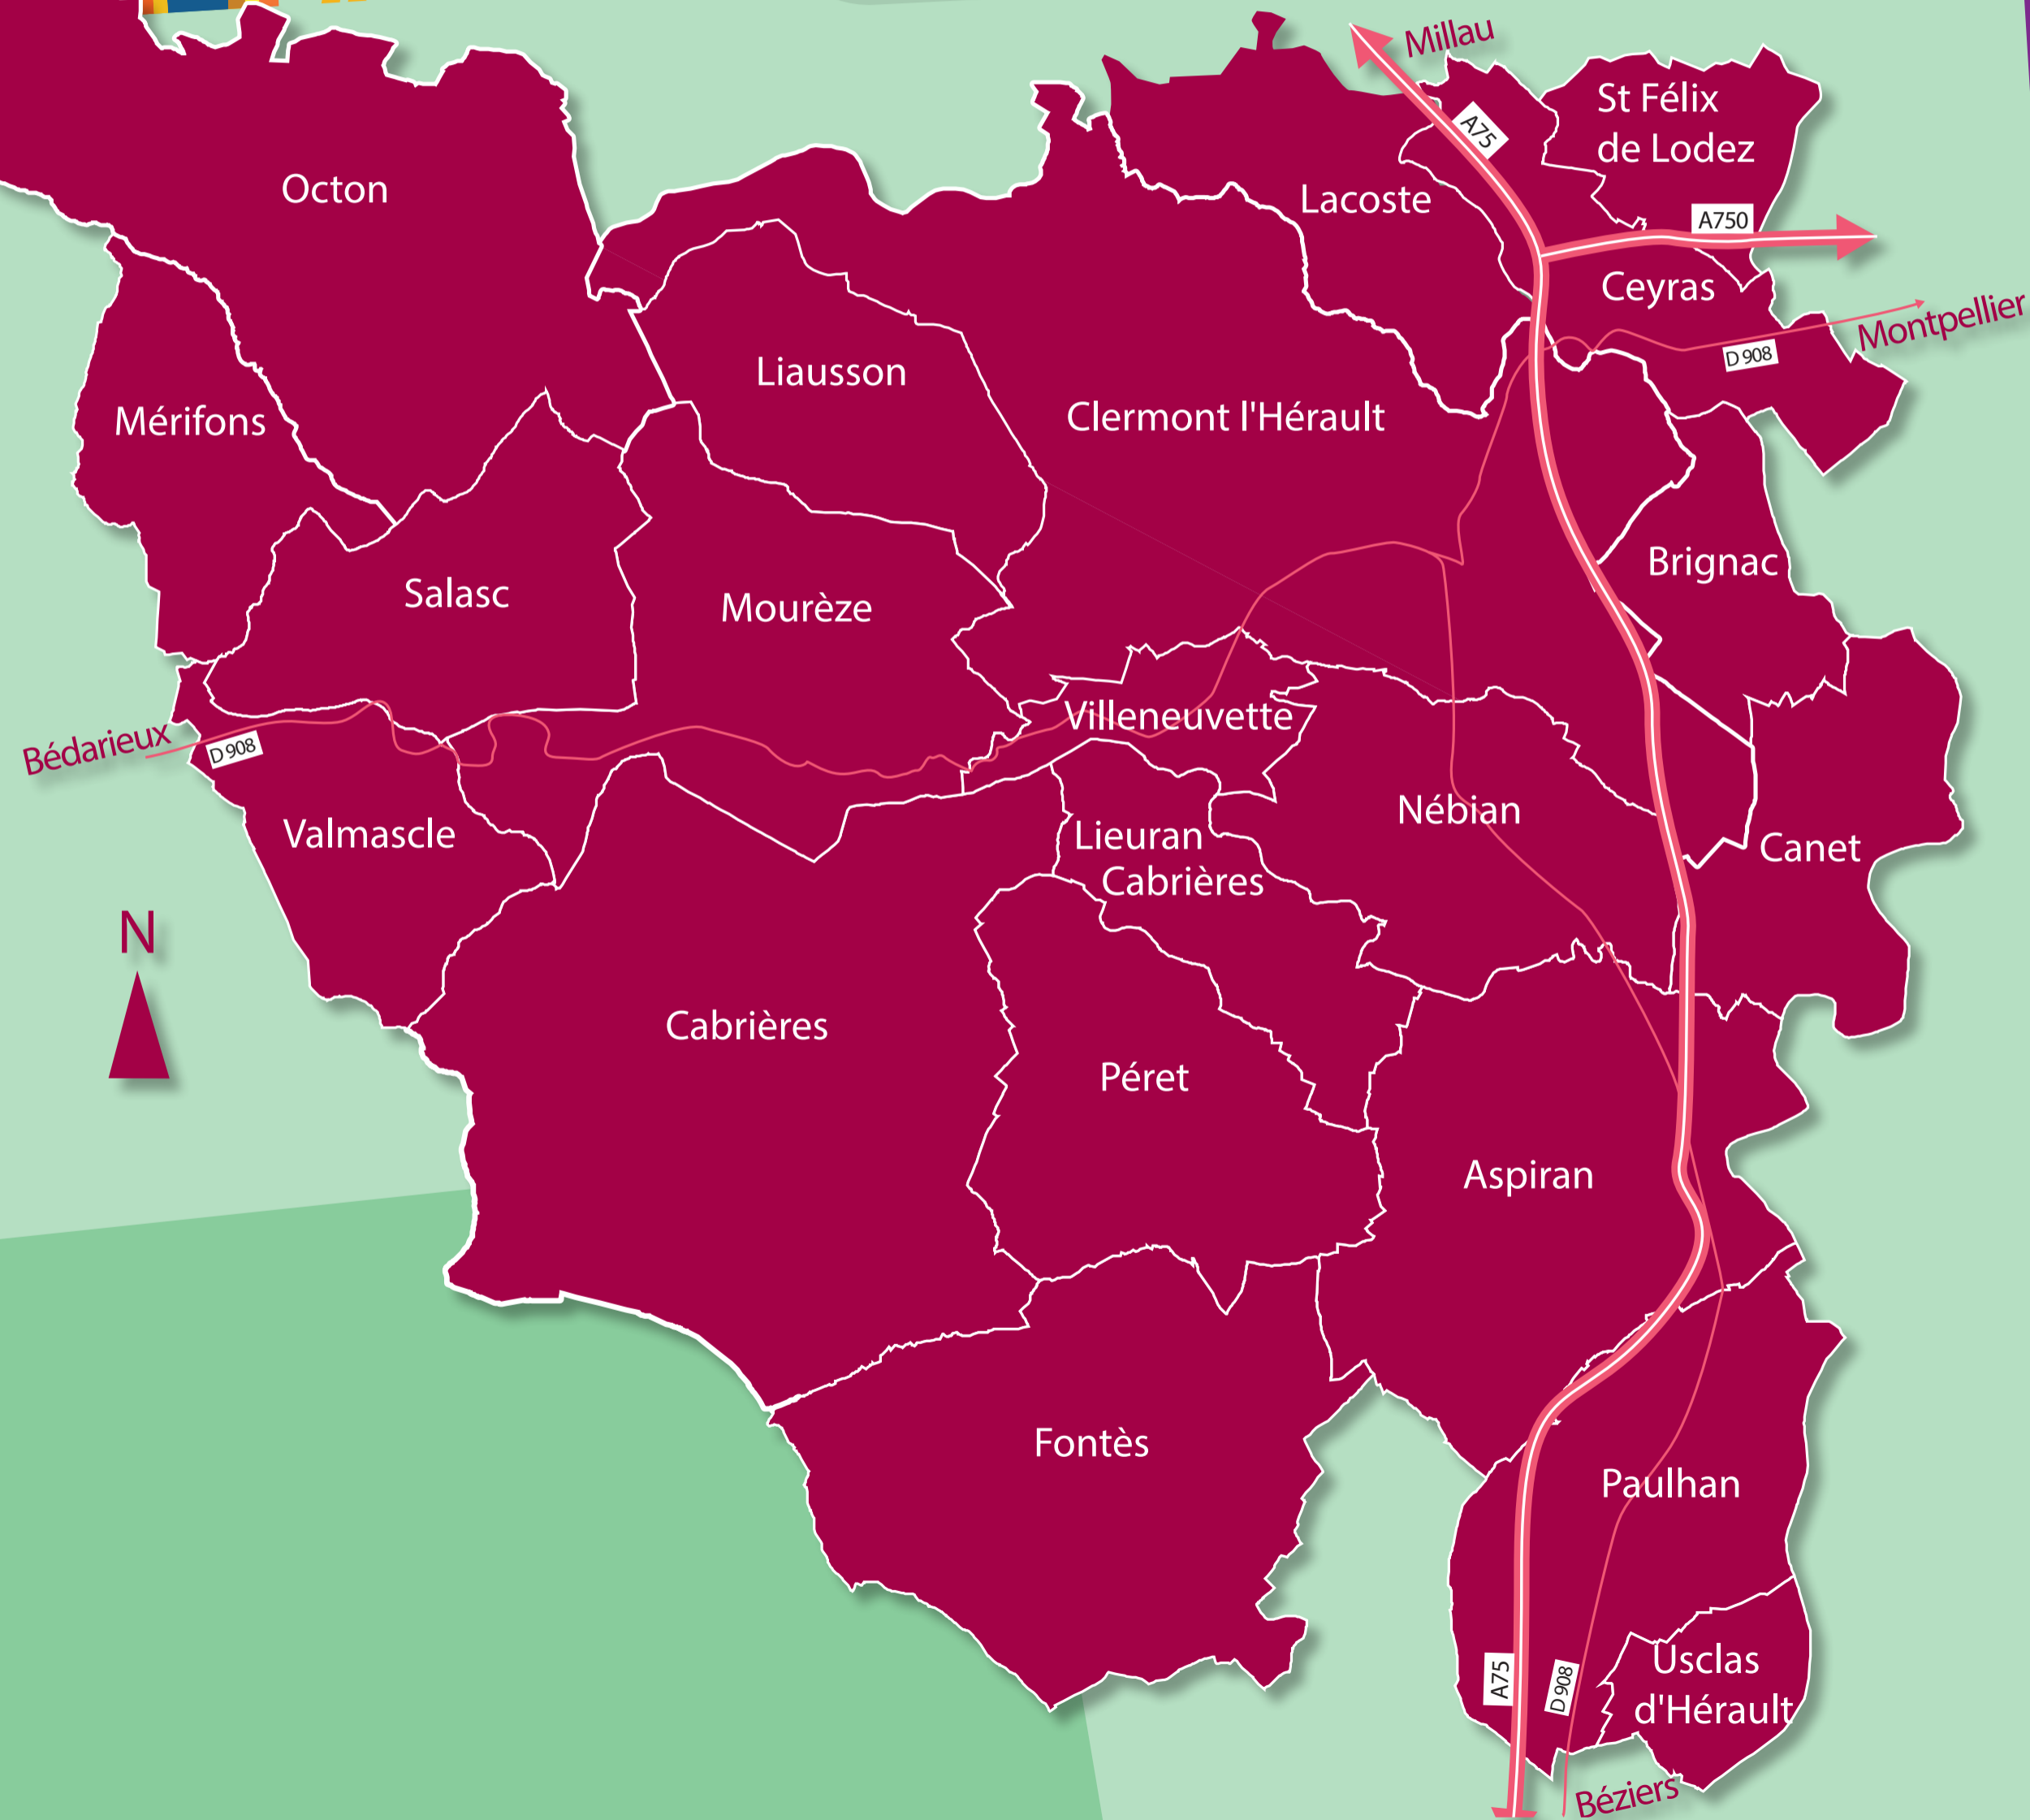 Millau
St Félix
de Lodez
A75
Octon
Lacoste
A750
Ceyras
Montpellier
D 908
Liausson
Mérifons
Clermont l'Hérault
Brignac
Salasc
Mourèze
Villeneuvette
Bédarieux
D 908
Nébian
Valmascle
Lieuran
Cabrières
Canet
N
Cabrières
Péret
Aspiran
Fontès
Paulhan
Usclas
d'Hérault
A75
D 908
Béziers